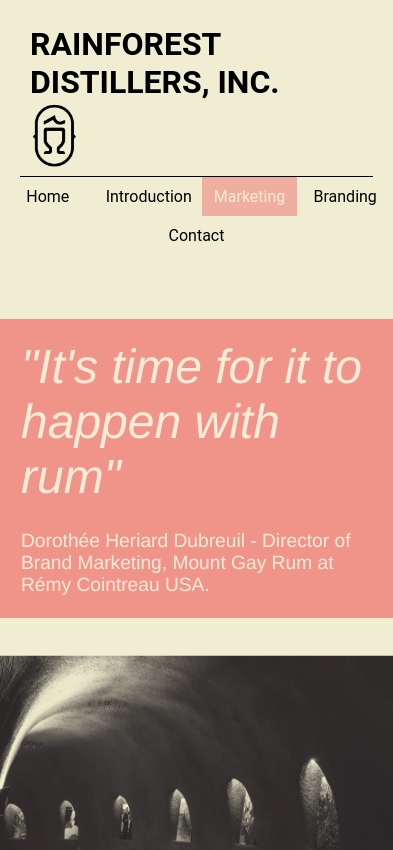 RAINFOREST
DISTILLERS, INC.
Home Introduction Marketing Branding
Contact
"It's time for it to
happen with
rum"
Dorothée Heriard Dubreuil - Director of
Brand Marketing, Mount Gay Rum at
Rémy Cointreau USA.